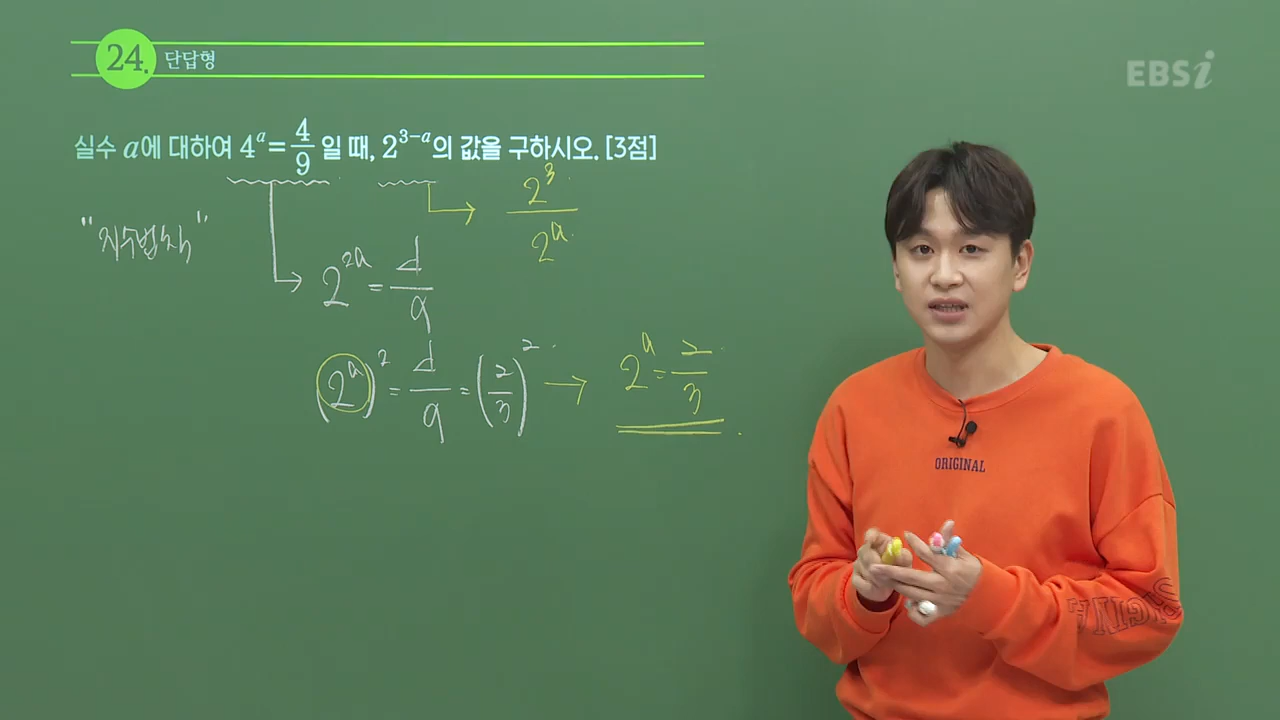 24. 단답형
EBSi
실수 a에 대하여 4^a = 4/9 일 때, 2^(3-a)의 값을 구하시오. [3점]
"지수법칙"
2^3 / 2^a
2^(2a) = 4/9
(2^a)^2 = 4/9 = (2/3)^2 → 2^a = 2/3
ORIGINAL